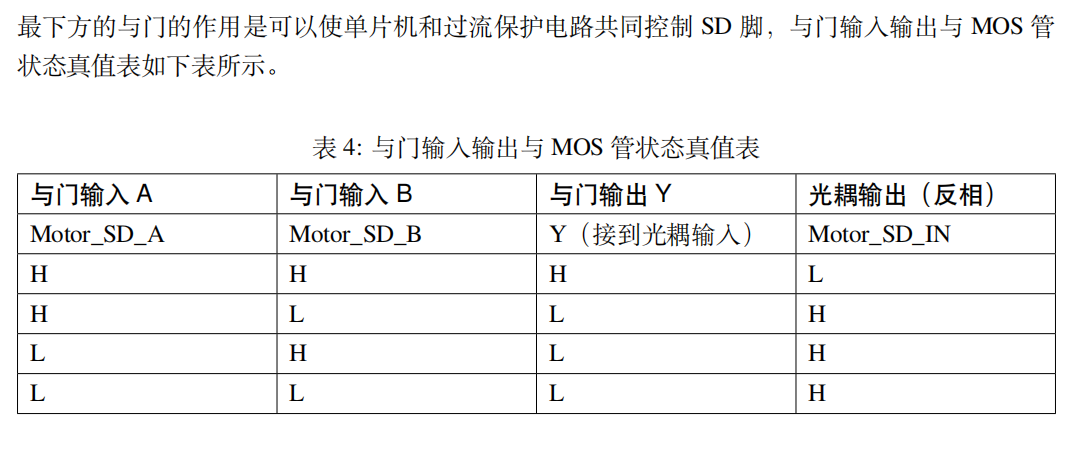 最下方的与门的作用是可以使单片机和过流保护电路共同控制 SD 脚，与门输入输出与 MOS 管
状态真值表如下表所示。
表 4: 与门输入输出与 MOS 管状态真值表
与门输入 A 与门输入 B 与门输出 Y 光耦输出（反相）
Motor_SD_A Motor_SD_B Y（接到光耦输入） Motor_SD_IN
H H H L
H L L H
L H L H
L L L H